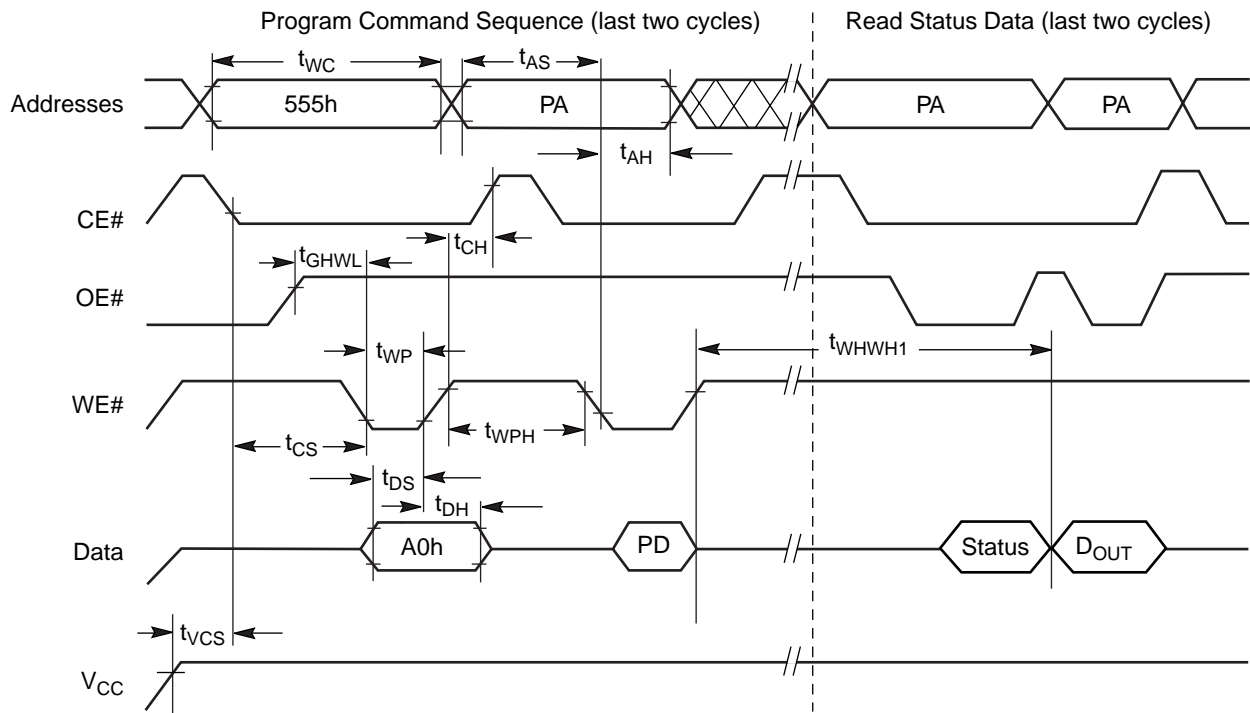 Program Command Sequence (last two cycles)
Read Status Data (last two cycles)
tWC
tAS
Addresses
555h
PA
PA
PA
tAH
CE#
tCH
tGHWL
OE#
tWP
tWHWH1
WE#
tCS
tWPH
tDS
tDH
Data
A0h
PD
Status
DOUT
tVCS
VCC